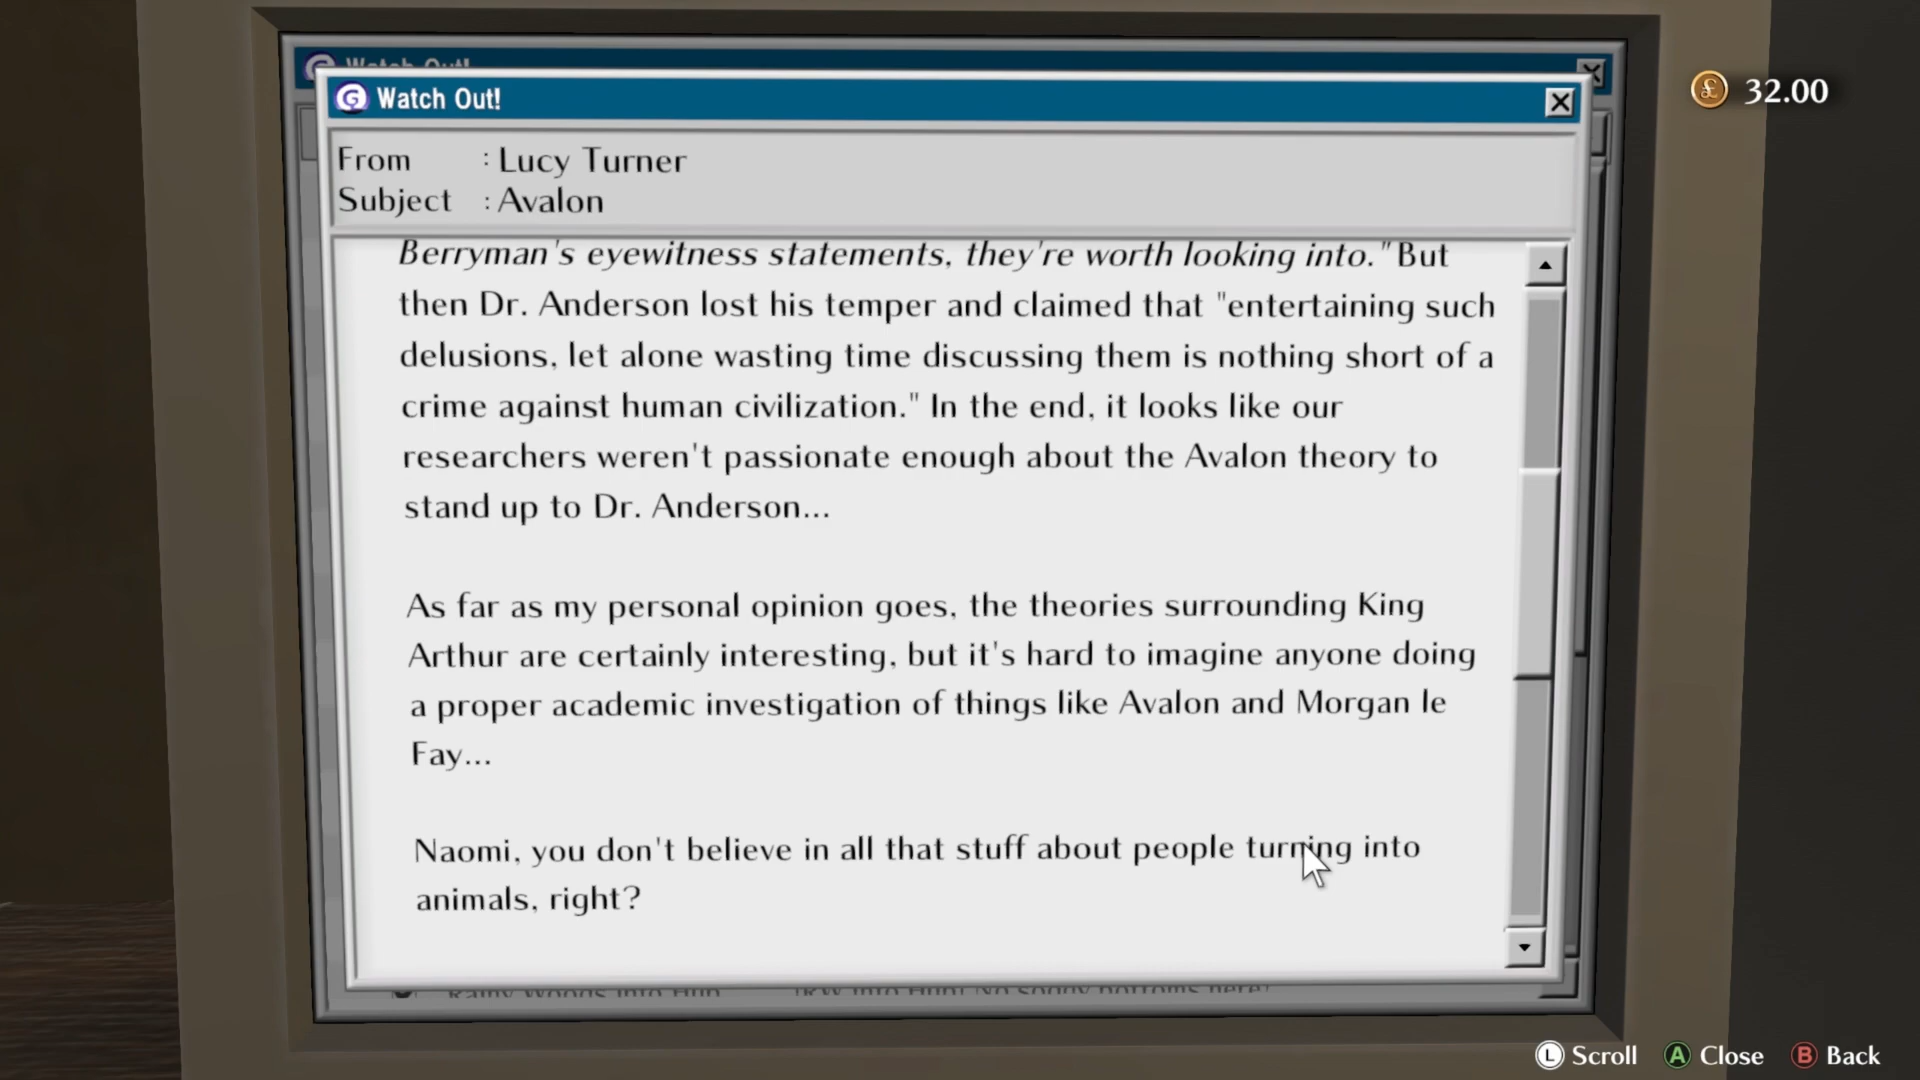 Watch Out!
32.00
Watch Out!
From : Lucy Turner
Subject : Avalon
Berryman's eyewitness statements, they're worth looking into." But
then Dr. Anderson lost his temper and claimed that "entertaining such
delusions, let alone wasting time discussing them is nothing short of a
crime against human civilization." In the end, it looks like our
researchers weren't passionate enough about the Avalon theory to
stand up to Dr. Anderson...
As far as my personal opinion goes, the theories surrounding King
Arthur are certainly interesting, but it's hard to imagine anyone doing
a proper academic investigation of things like Avalon and Morgan le
Fay...
Naomi, you don't believe in all that stuff about people turning into
animals, right?
L Scroll A Close B Back